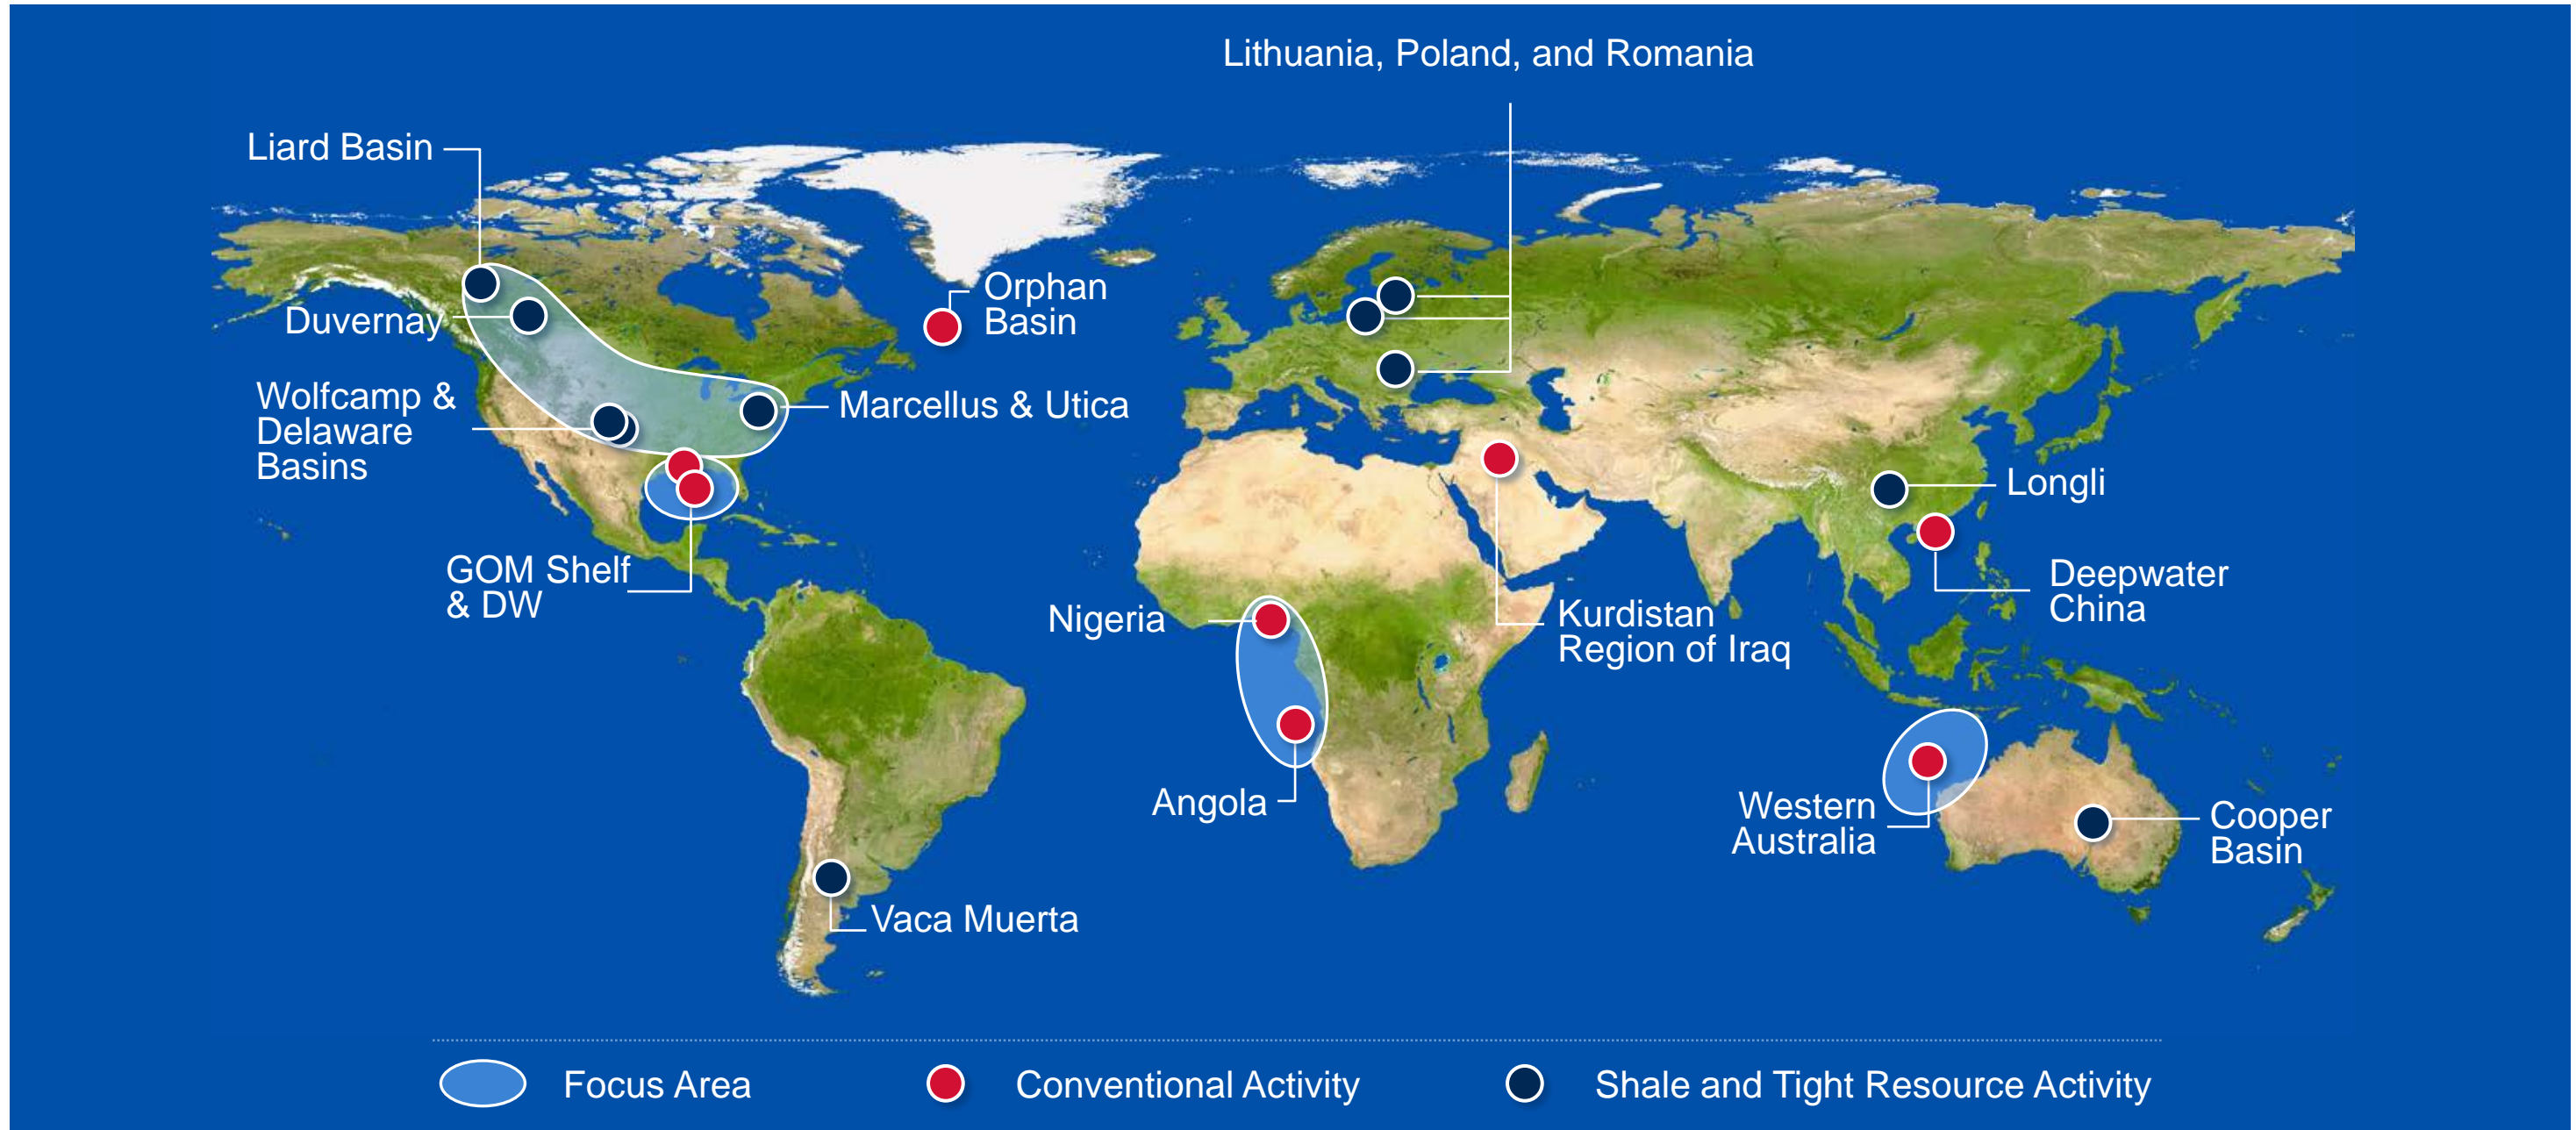 Lithuania, Poland, and Romania
Liard Basin
Orphan
Basin
Duvernay
Wolfcamp &
Delaware
Basins
Marcellus & Utica
Longli
GOM Shelf
& DW
Deepwater
China
Nigeria
Kurdistan
Region of Iraq
Angola
Western
Australia
Cooper
Basin
Vaca Muerta
Focus Area
Conventional Activity
Shale and Tight Resource Activity